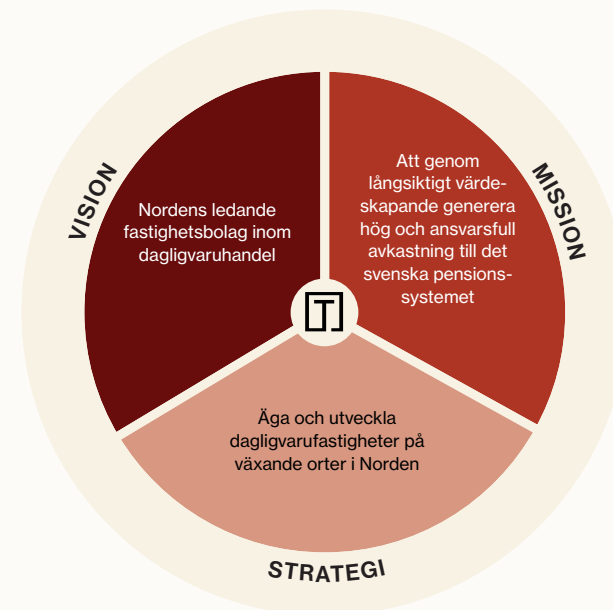 VISION
Nordens ledande
fastighetsbolag inom
dagligvaruhandel
MISSION
Att genom
långsiktigt värde-
skapande generera
hög och ansvarsfull
avkastning till det
svenska pensions-
systemet
T
Äga och utveckla
dagligvarufastigheter på
växande orter i Norden
STRATEGI